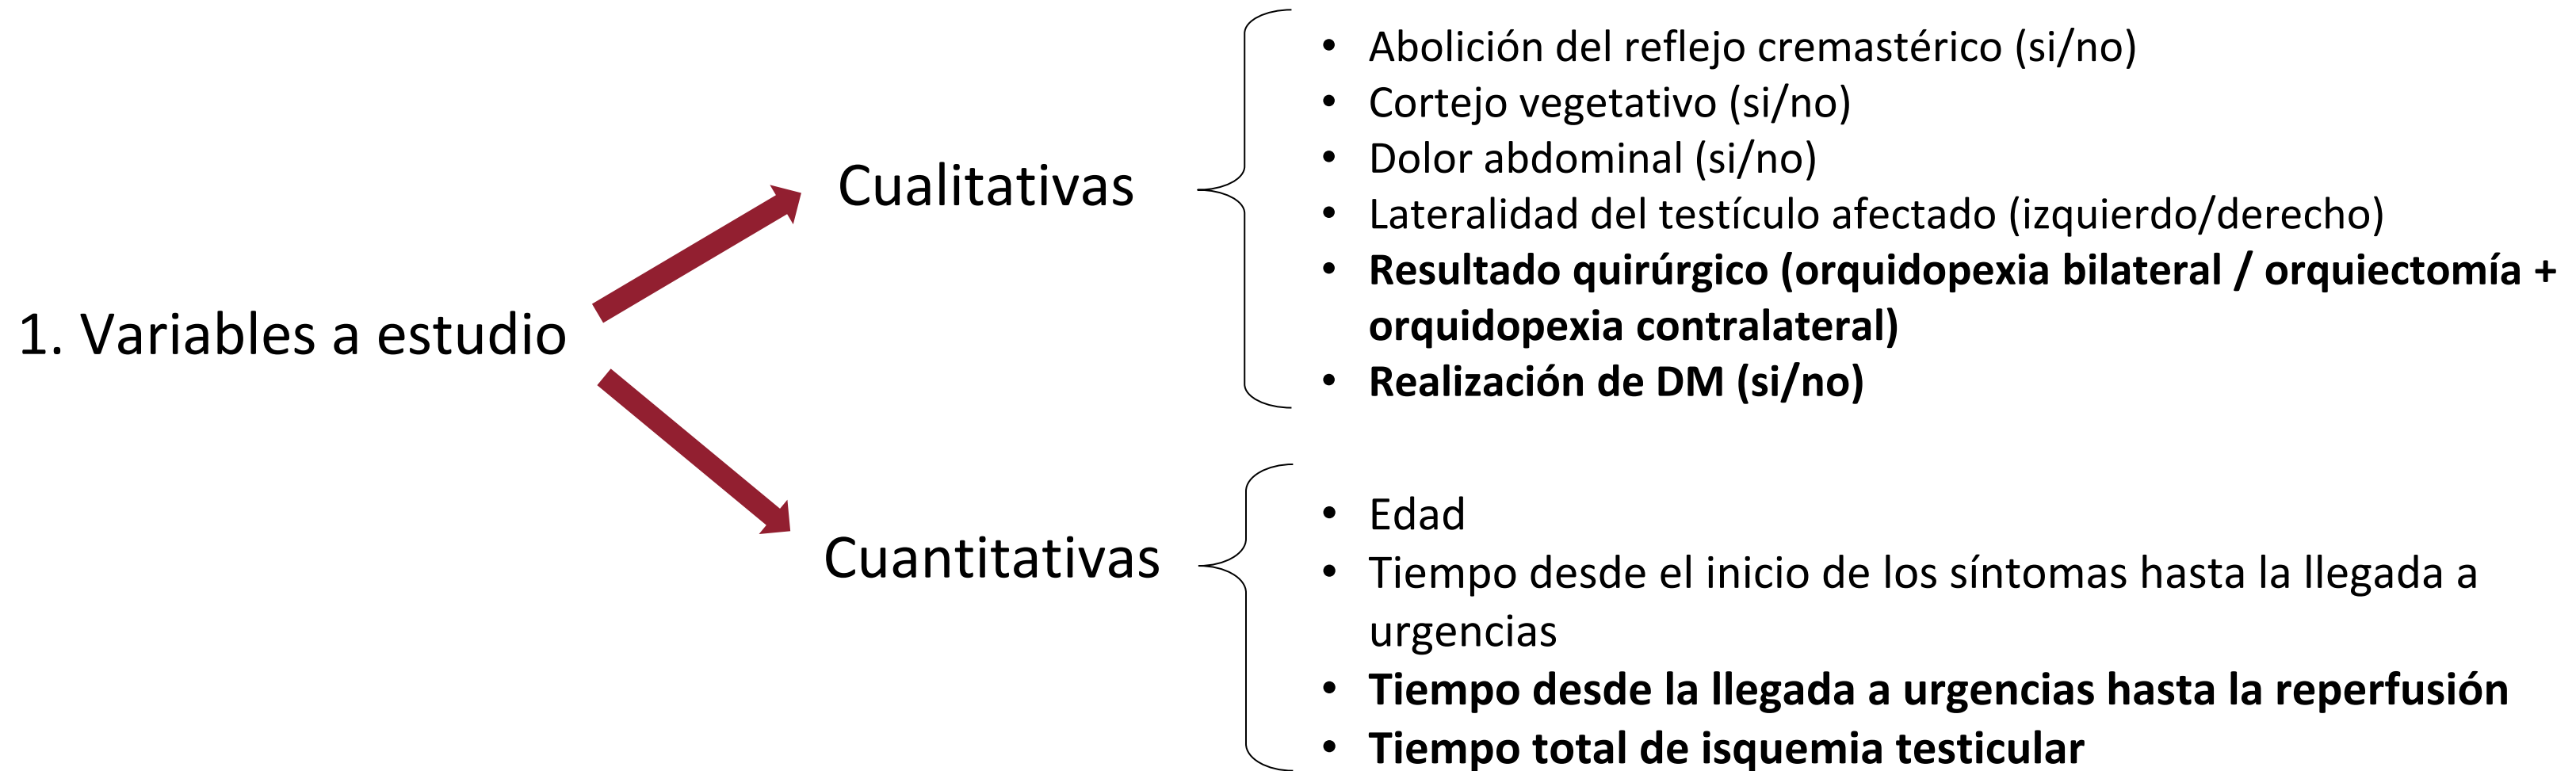 1. Variables a estudio
Cualitativas
• Abolición del reflejo cremastérico (si/no)
• Cortejo vegetativo (si/no)
• Dolor abdominal (si/no)
• Lateralidad del testículo afectado (izquierdo/derecho)
• Resultado quirúrgico (orquidopexia bilateral / orquiectomía +
orquidopexia contralateral)
• Realización de DM (si/no)
Cuantitativas
• Edad
• Tiempo desde el inicio de los síntomas hasta la llegada a
urgencias
• Tiempo desde la llegada a urgencias hasta la reperfusión
• Tiempo total de isquemia testicular